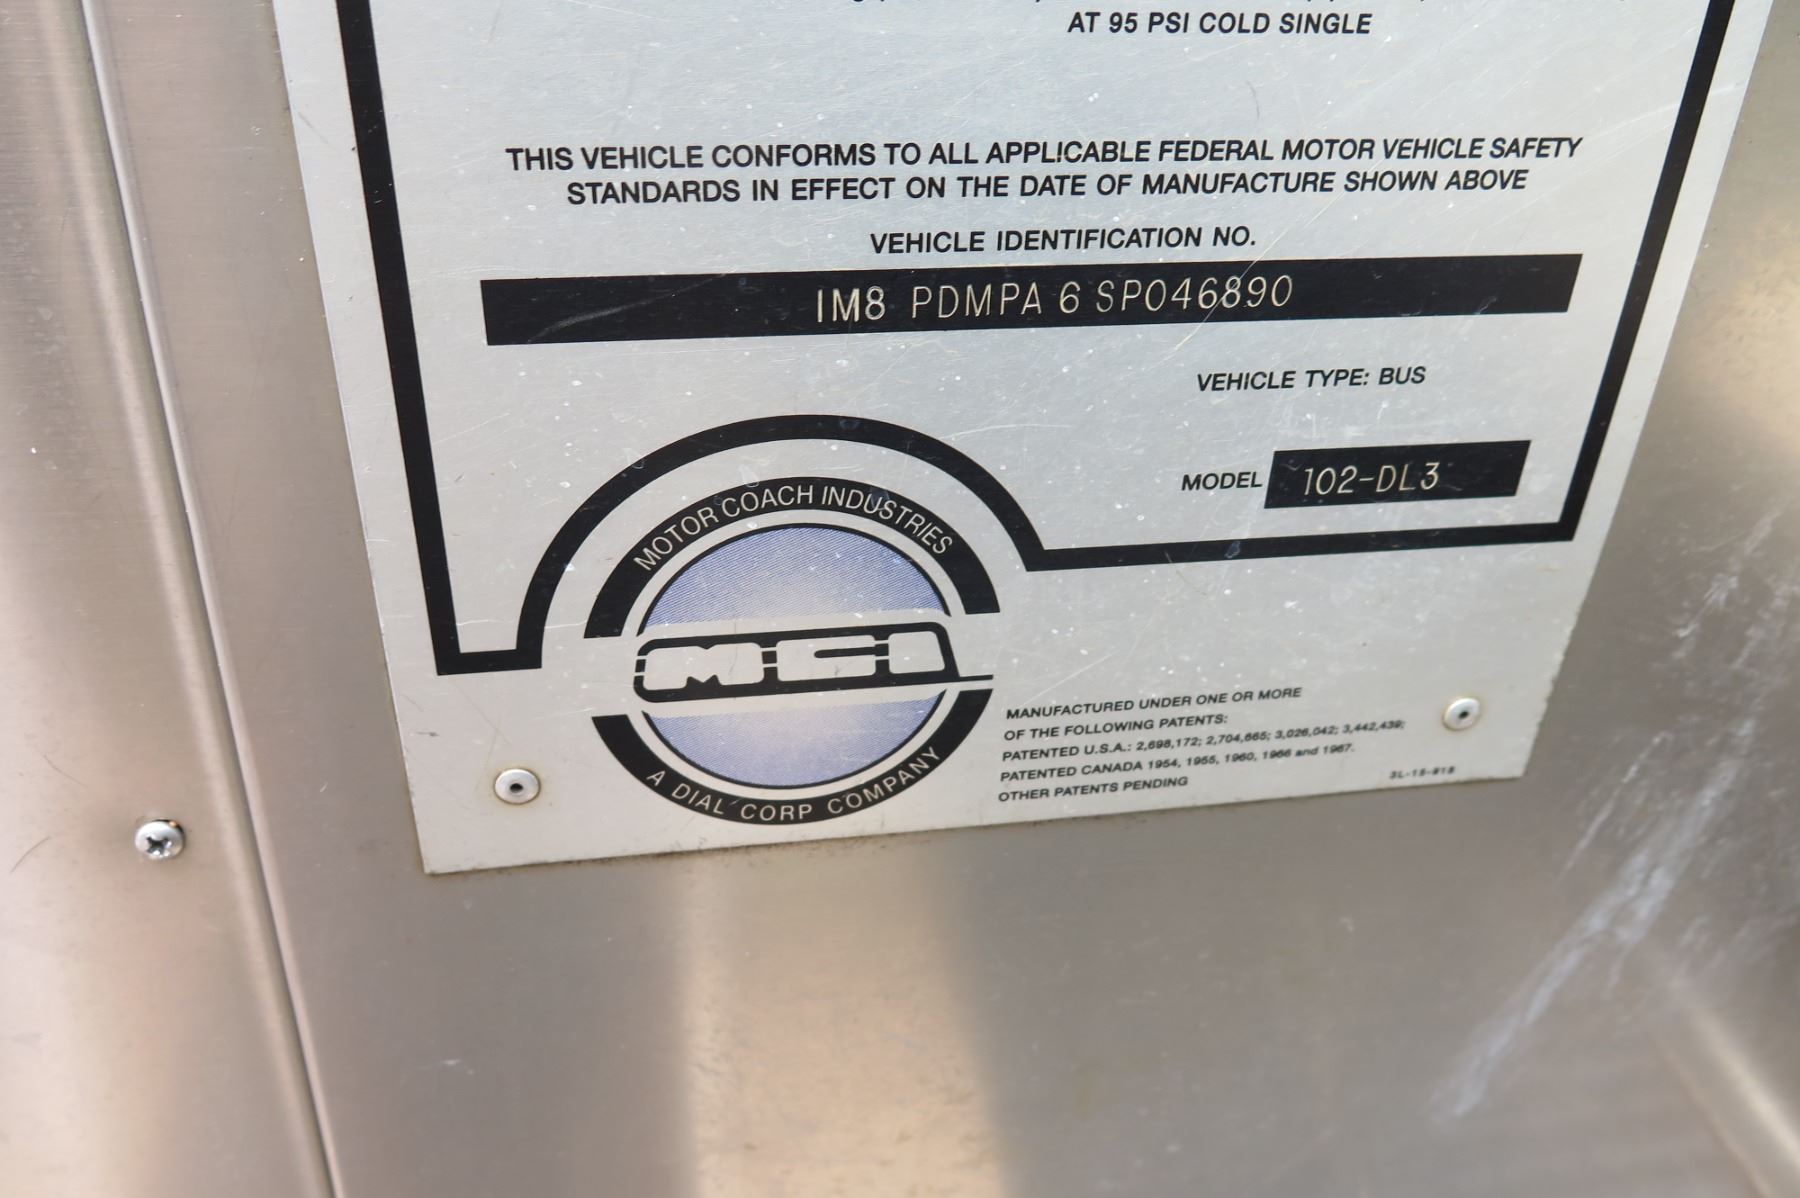 AT 95 PSI COLD SINGLE
THIS VEHICLE CONFORMS TO ALL APPLICABLE FEDERAL MOTOR VEHICLE SAFETY
STANDARDS IN EFFECT ON THE DATE OF MANUFACTURE SHOWN ABOVE
VEHICLE IDENTIFICATION NO.
1M8 PDMPA 6 SP046890
VEHICLE TYPE: BUS
MODEL 102-DL3
MOTOR COACH INDUSTRIES
MCI
A DIAL CORP COMPANY
MANUFACTURED UNDER ONE OR MORE
OF THE FOLLOWING PATENTS:
PATENTED U.S.A.: 2,698,172; 2,704,665; 3,026,042; 3,442,439;
PATENTED CANADA 1954, 1955, 1960, 1966 and 1967.
OTHER PATENTS PENDING